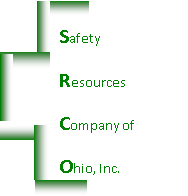 Safety
Resources
Company of
Ohio, Inc.